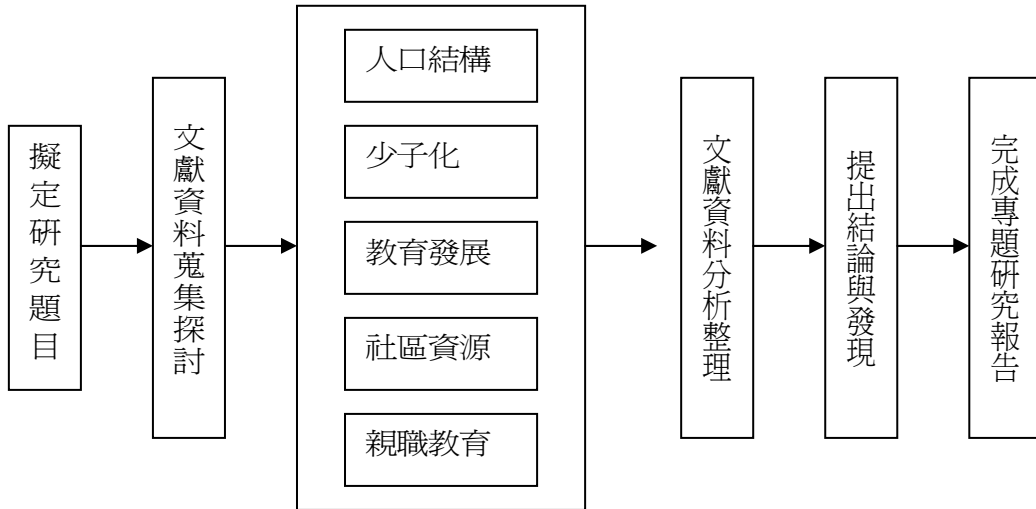 擬定研究題目
文獻資料蒐集探討
人口結構
少子化
教育發展
社區資源
親職教育
文獻資料分析整理
提出結論與發現
完成專題研究報告